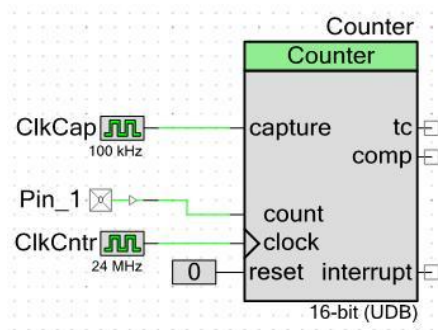 Counter
Counter
ClkCap
100 kHz
capture
tc
comp
Pin_1
count
ClkCntr
24 MHz
clock
0
reset
interrupt
16-bit (UDB)